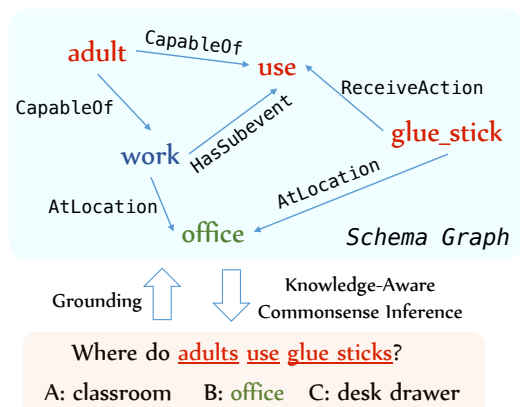 adult
CapableOf
use
ReceiveAction
CapableOf
glue_stick
work
HasSubevent
AtLocation
AtLocation
office
Schema Graph
Grounding
Knowledge-Aware
Commonsense Inference
Where do adults use glue sticks?
A: classroom B: office C: desk drawer